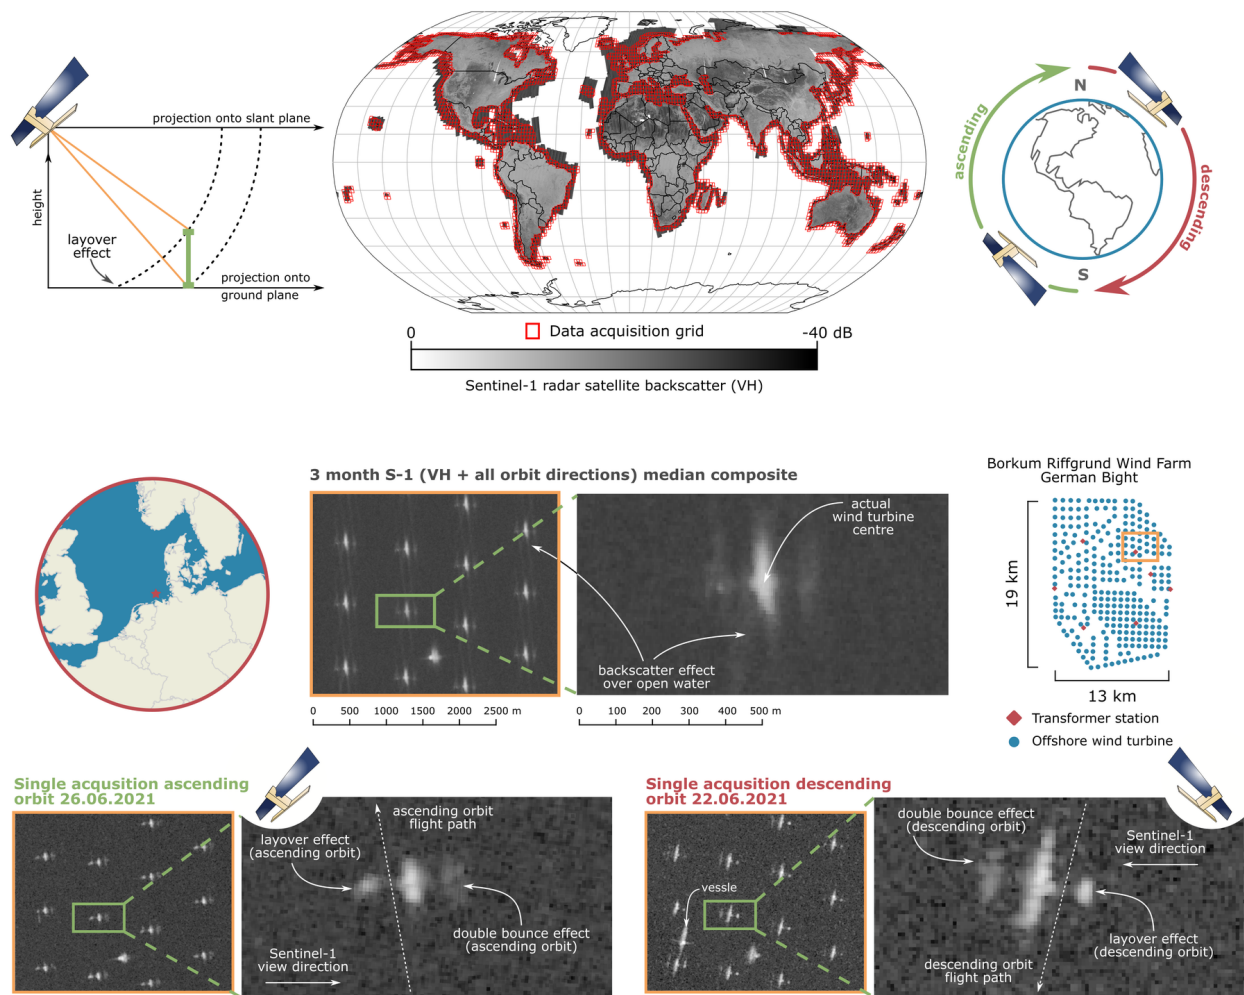 projection onto slant plane
height
layover
effect
projection onto
ground plane
0
-40 dB
Data acquisition grid
Sentinel-1 radar satellite backscatter (VH)
N
S
ascending
descending
3 month S-1 (VH + all orbit directions) median composite
actual
wind turbine
centre
backscatter effect
over open water
0 500 1000 1500 2000 2500 m
0 100 200 300 400 500 m
Borkum Riffgrund Wind Farm
German Bight
19 km
13 km
Transformer station
Offshore wind turbine
Single acqusition ascending
orbit 26.06.2021
ascending orbit
flight path
layover effect
(ascending orbit)
double bounce effect
(ascending orbit)
Sentinel-1
view direction
Single acqusition descending
orbit 22.06.2021
vessle
double bounce effect
(descending orbit)
Sentinel-1
view direction
layover effect
(descending orbit)
descending orbit
flight path